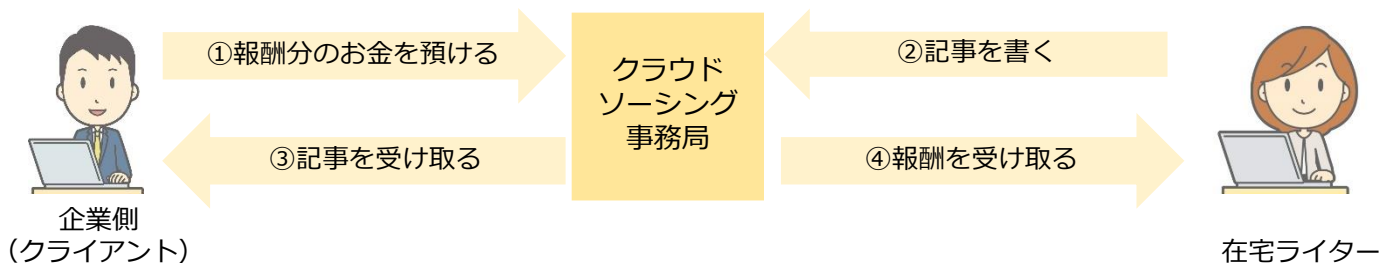 ①報酬分のお金を預ける
②記事を書く
クラウド
ソーシング
事務局
③記事を受け取る
④報酬を受け取る
企業側
（クライアント）
在宅ライター